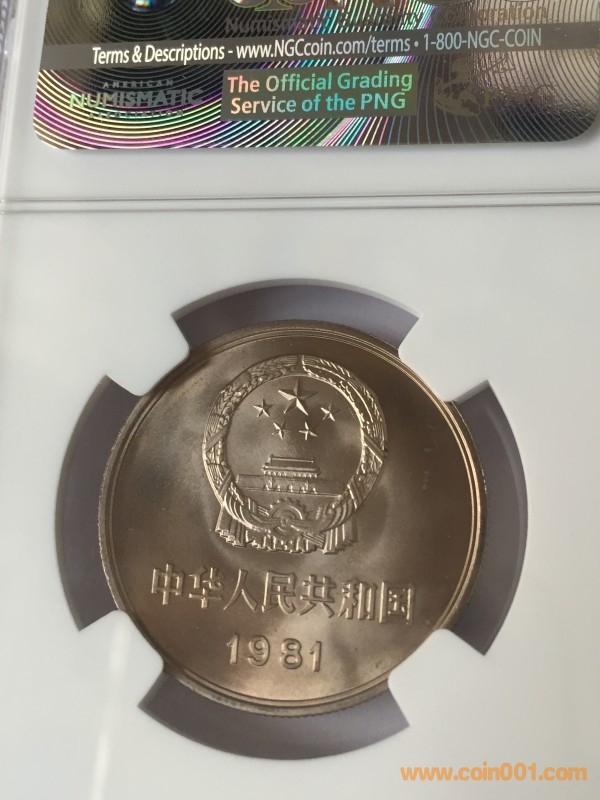 Terms & Descriptions - www.NGCcoin.com/terms • 1-800-NGC-COIN
AMERICAN
NUMISMATIC
ASSOCIATION
The Official Grading
Service of the PNG
中华人民共和国
1981
www.coin001.com